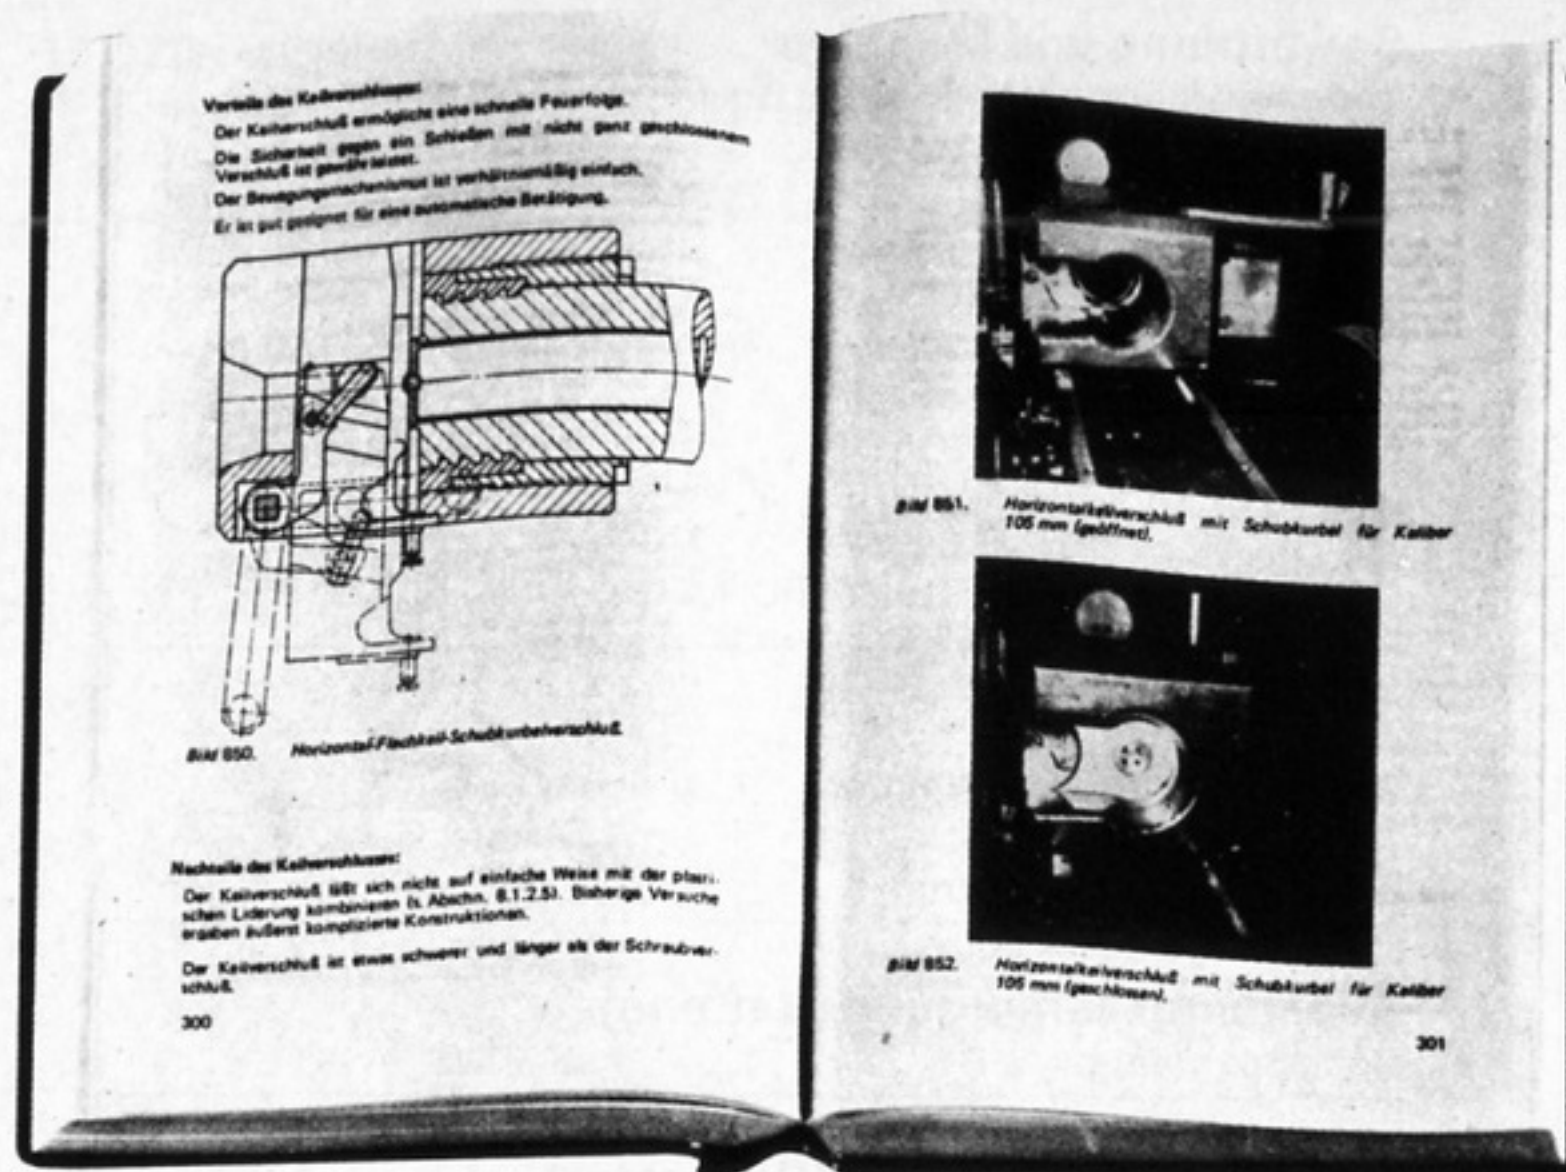 Vorteile des Keilverschlusses:
Der Keilverschluß ermöglicht eine schnelle Feuerfolge.
Die Sicherheit gegen ein Schießen mit nicht ganz geschlossenem
Verschluß ist gewährleistet.
Der Bewegungsmechanismus ist verhältnismäßig einfach.
Er ist gut geeignet für eine automatische Betätigung.
Bild 850. Horizontal-Flachkeil-Schubkurbelverschluß.
Nachteile des Keilverschlusses:
Der Keilverschluß läßt sich nicht auf einfache Weise mit der plasti-
schen Liderung kombinieren (s. Abschn. 8.1.2.5). Bisherige Versuche
ergaben äußerst komplizierte Konstruktionen.
Der Keilverschluß ist etwas schwerer und länger als der Schraubver-
schluß.
300
Bild 851. Horizontalkeilverschluß mit Schubkurbel für Kaliber
105 mm (geöffnet).
Bild 852. Horizontalkeilverschluß mit Schubkurbel für Kaliber
105 mm (geschlossen).
301